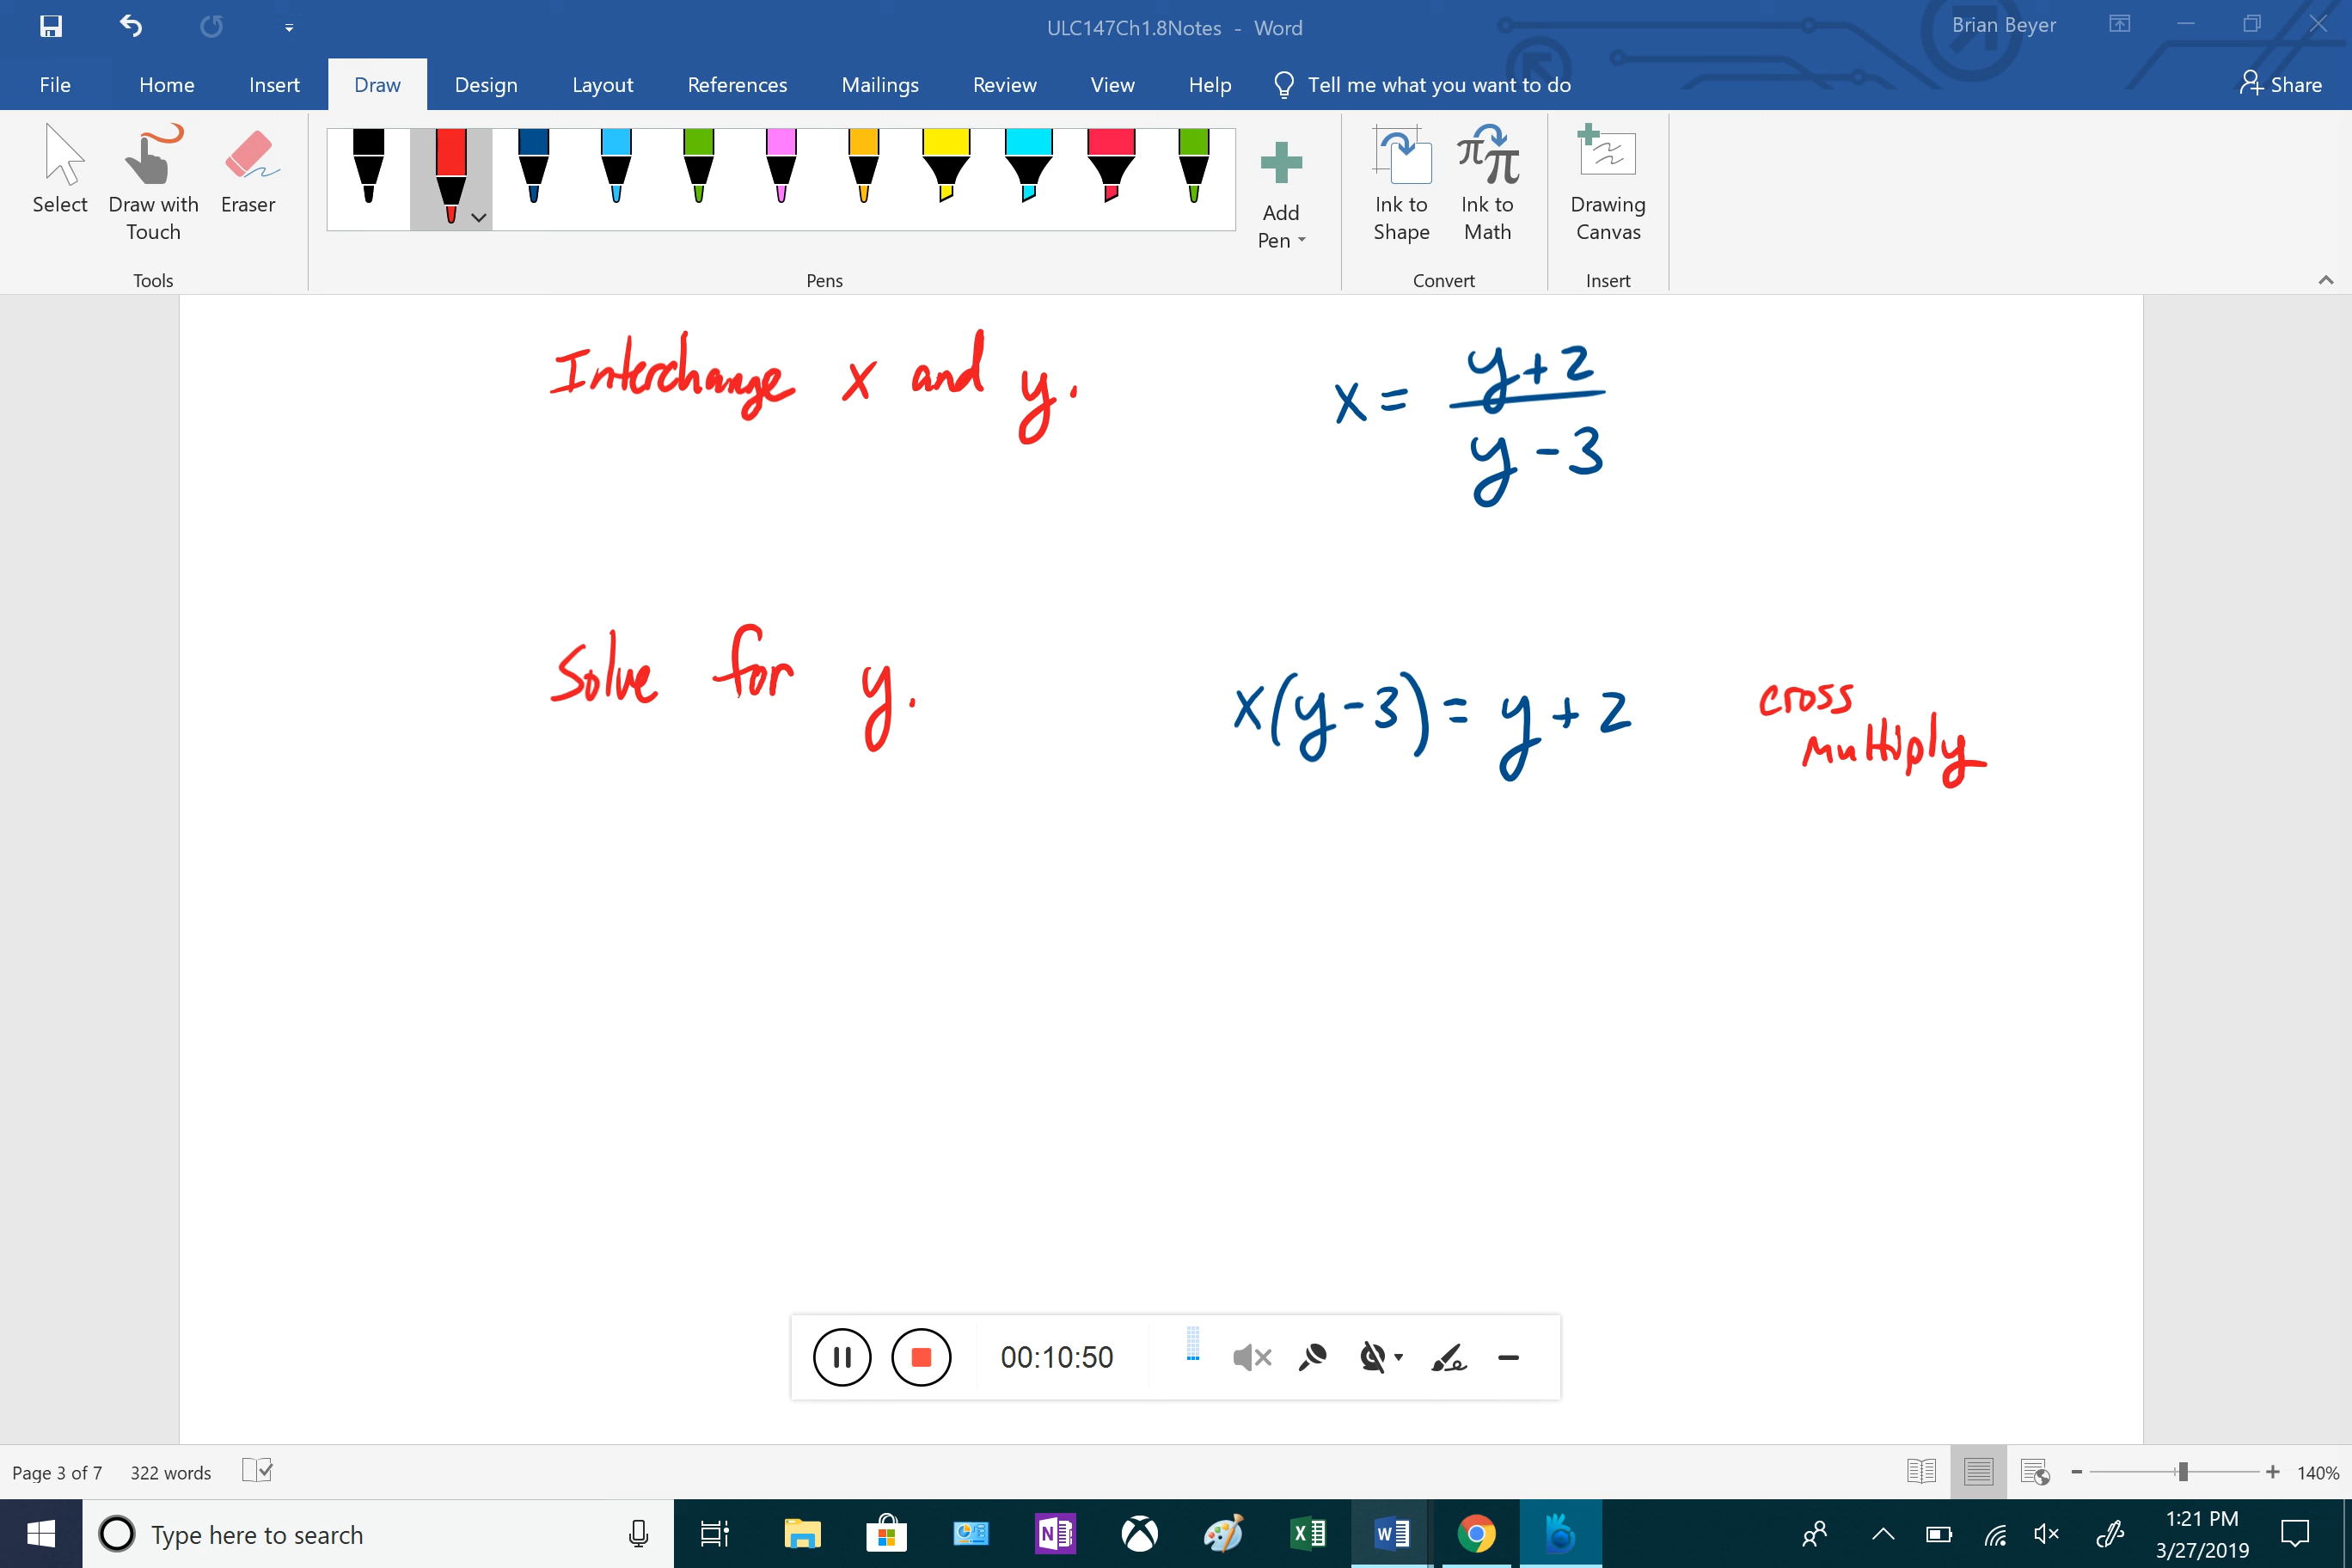 ULC147Ch1.8Notes - Word
Brian Beyer
File Home Insert Draw Design Layout References Mailings Review View Help Tell me what you want to do Share
Select Draw with Touch Eraser
Tools
Pens
Add Pen
Ink to Shape Ink to Math
Convert
Drawing Canvas
Insert
Interchange x and y.
x = (y+2)/(y-3)
Solve for y.
x(y-3) = y+2
cross
multiply
00:10:50
Page 3 of 7 322 words
140%
Type here to search
1:21 PM
3/27/2019